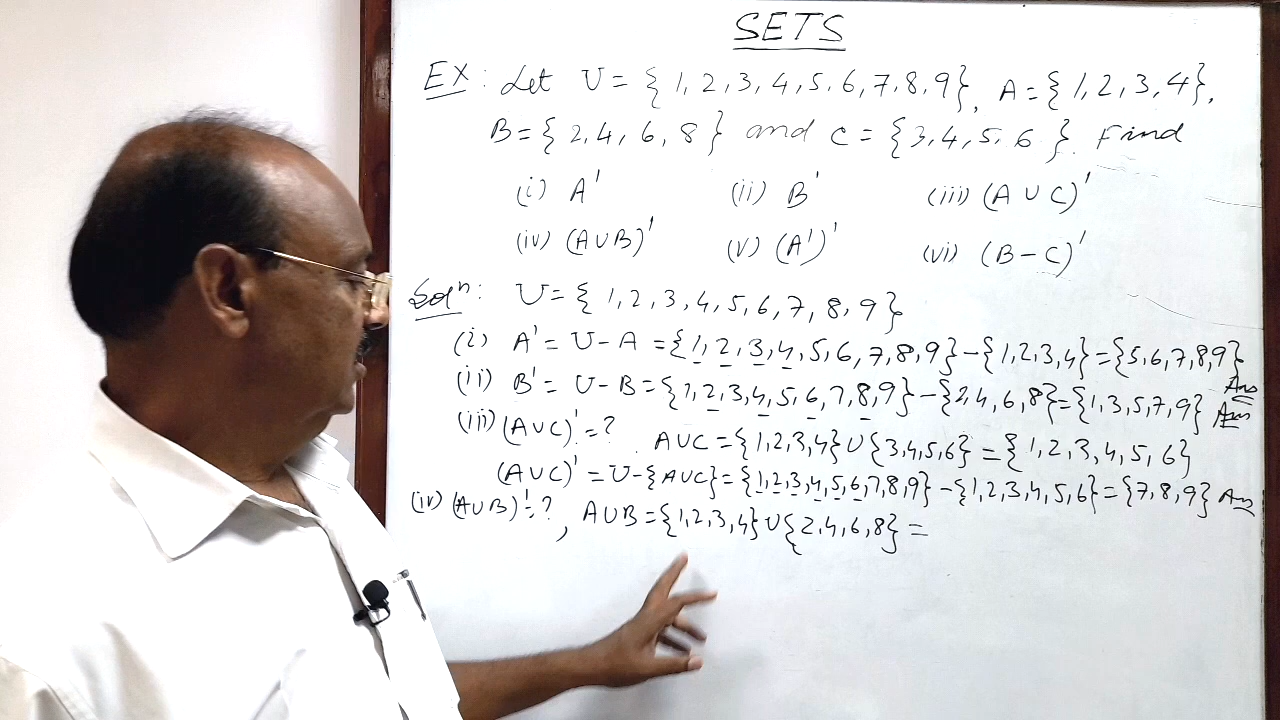 SETS
EX: Let U = { 1, 2, 3, 4, 5, 6, 7, 8, 9 }, A = { 1, 2, 3, 4 },
B = { 2, 4, 6, 8 } and C = { 3, 4, 5, 6 }. Find
(i) A' (ii) B' (iii) (A ∪ C)'
(iv) (A∪B)' (v) (A')' (vi) (B - C)'
Solⁿ: U = { 1, 2, 3, 4, 5, 6, 7, 8, 9 }
(i) A' = U - A = {1, 2, 3, 4, 5, 6, 7, 8, 9} - {1, 2, 3, 4} = {5, 6, 7, 8, 9} Ans
(ii) B' = U - B = {1, 2, 3, 4, 5, 6, 7, 8, 9} - {2, 4, 6, 8} = {1, 3, 5, 7, 9} Ans
(iii) (A∪C)' = ? A∪C = {1, 2, 3, 4} ∪ {3, 4, 5, 6} = { 1, 2, 3, 4, 5, 6}
(A∪C)' = U - {A∪C} = {1, 2, 3, 4, 5, 6, 7, 8, 9} - {1, 2, 3, 4, 5, 6} = {7, 8, 9} Ans
(iv) (A∪B)' = ?, A∪B = {1, 2, 3, 4} ∪ {2, 4, 6, 8} =